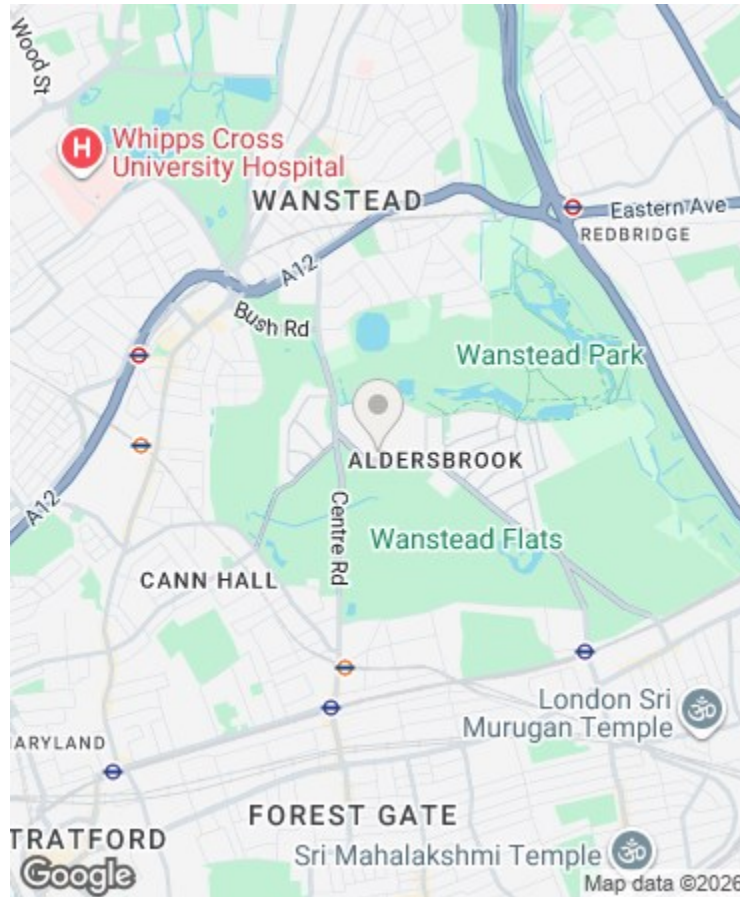 Wood St
H
Whipps Cross
University Hospital
WANSTEAD
Eastern Ave
REDBRIDGE
A12
Bush Rd
Wanstead Park
ALDERSBROOK
A12
Centre Rd
Wanstead Flats
CANN HALL
London Sri
Murugan Temple
ARYLAND
FOREST GATE
TRATFORD
Sri Mahalakshmi Temple
Google
Map data ©2026